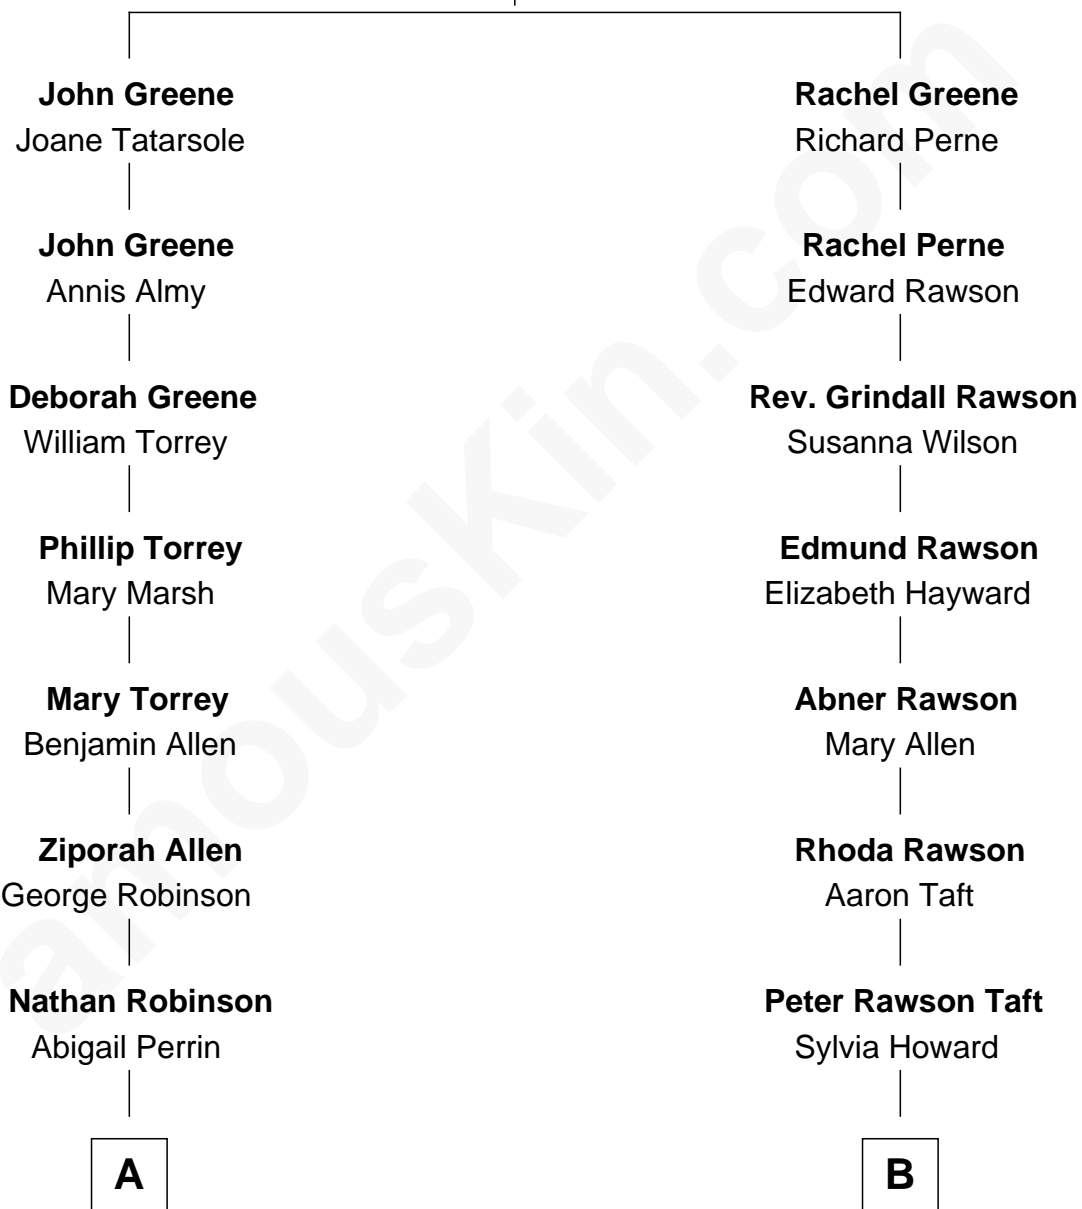 John Greene
Joane Tatarsole
John Greene
Annis Almy
Deborah Greene
William Torrey
Phillip Torrey
Mary Marsh
Mary Torrey
Benjamin Allen
Ziporah Allen
George Robinson
Nathan Robinson
Abigail Perrin
A
Rachel Greene
Richard Perne
Rachel Perne
Edward Rawson
Rev. Grindall Rawson
Susanna Wilson
Edmund Rawson
Elizabeth Hayward
Abner Rawson
Mary Allen
Rhoda Rawson
Aaron Taft
Peter Rawson Taft
Sylvia Howard
B
amouskin.com